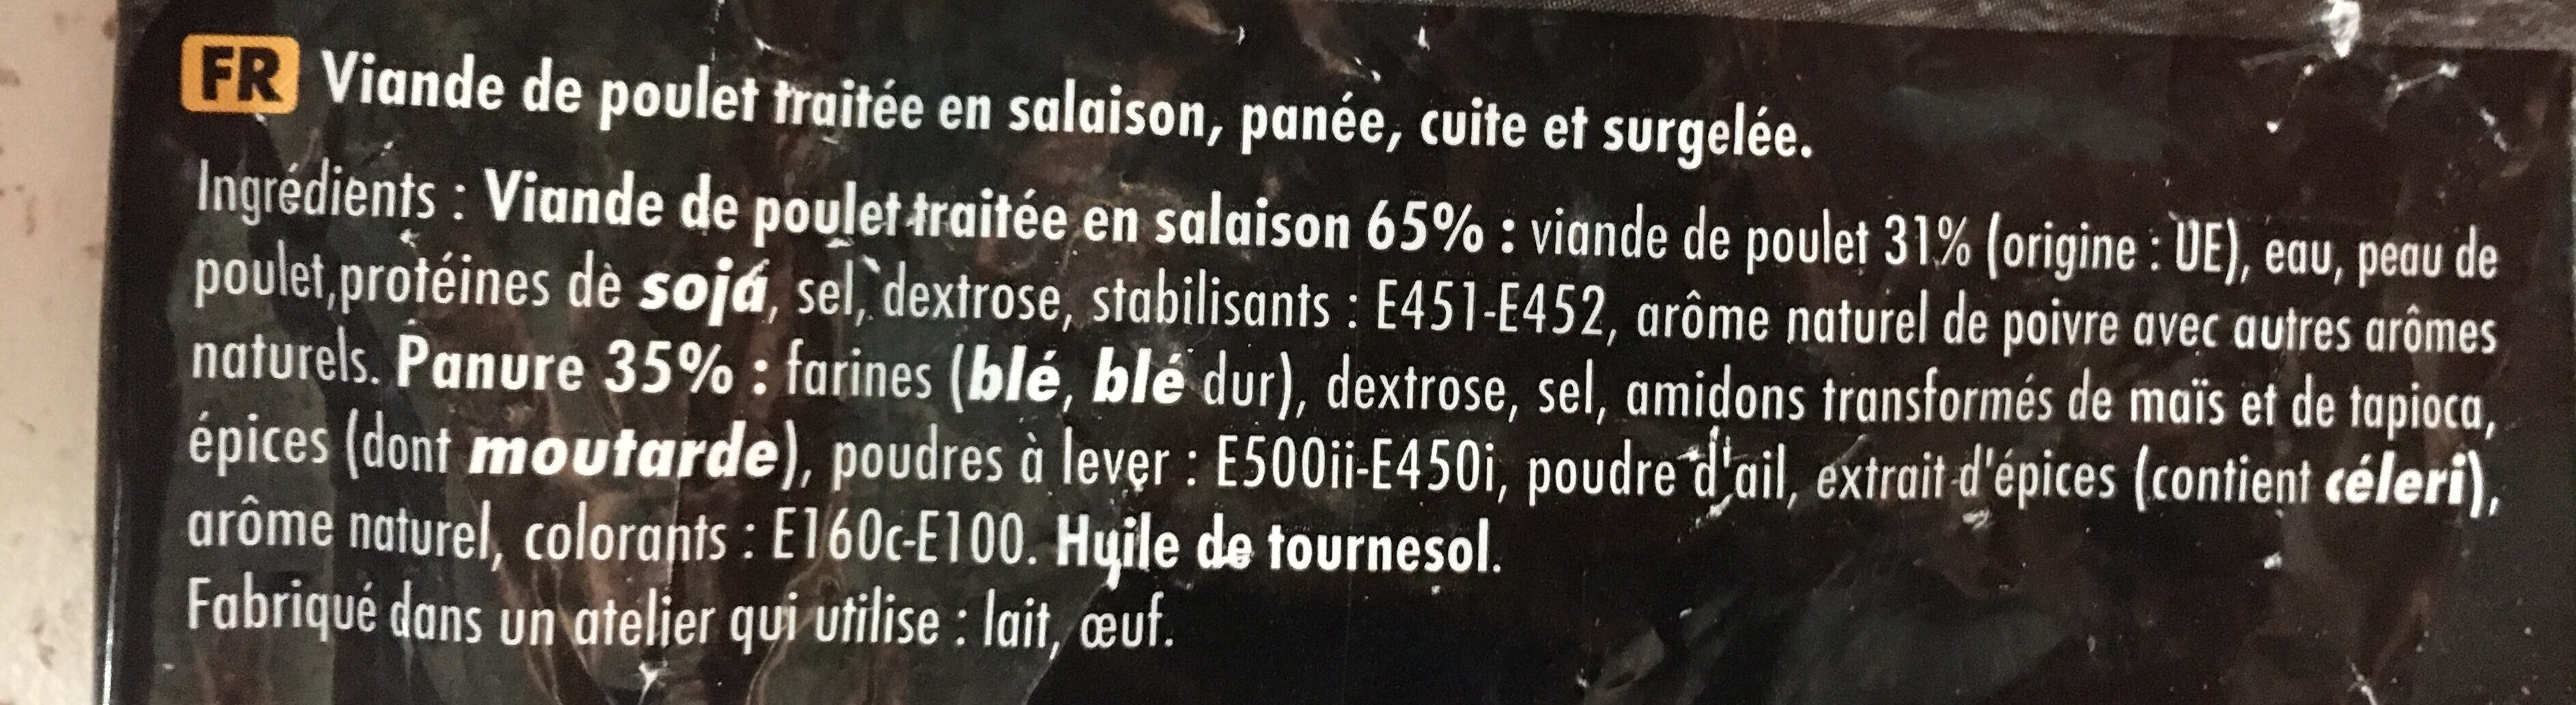 FR Viande de poulet traitée en salaison, panée, cuite et surgelée.
Ingrédients : Viande de poulet traitée en salaison 65% : viande de poulet 31% (origine : UE), eau, peau de
poulet,protéines de soja, sel, dextrose, stabilisants : E451-E452, arôme naturel de poivre avec autres arômes
naturels. Panure 35% : farines (blé, blé dur), dextrose, sel, amidons transformés de maïs et de tapioca,
épices (dont moutarde), poudres à lever : E500ii-E450i, poudre d'ail, extrait d'épices (contient céleri),
arôme naturel, colorants : E160c-E100. Huile de tournesol.
Fabriqué dans un atelier qui utilise : lait, œuf.